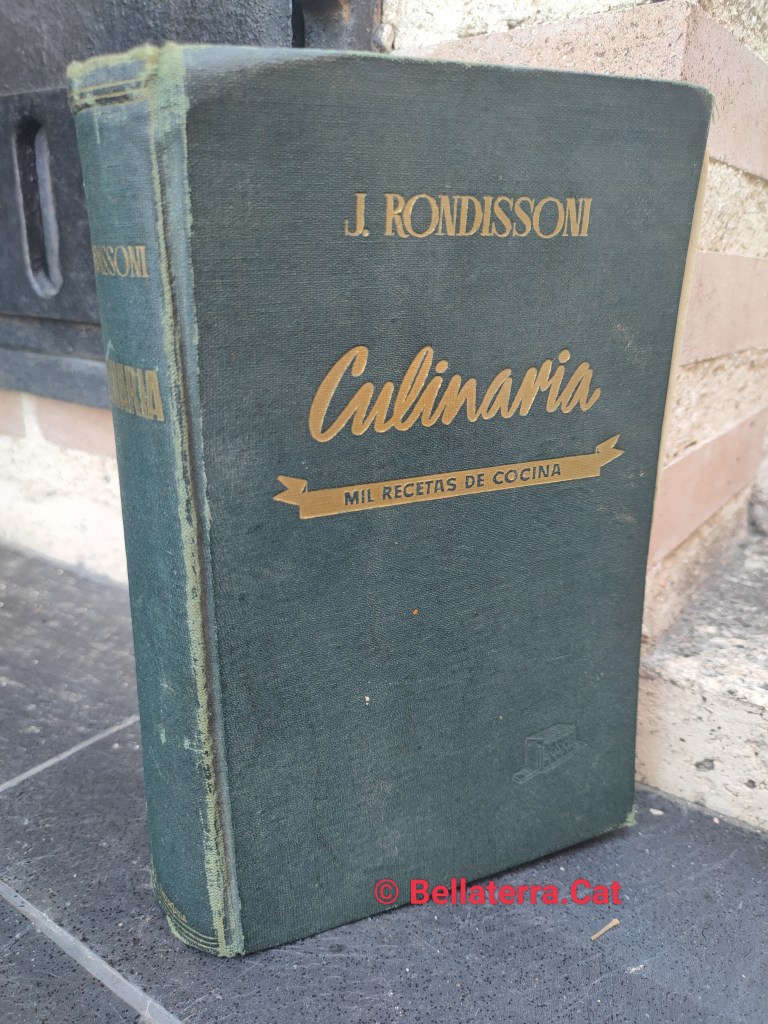 J. RONDISSONI
Culinaria
MIL RECETAS DE COCINA
© Bellaterra.Cat